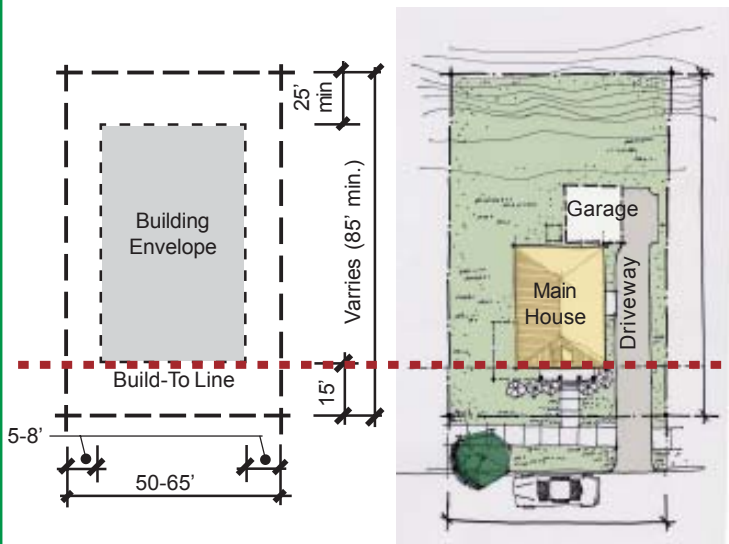 25'
min
Building
Envelope
Varries (85' min.)
Build-To Line
15'
5-8'
50-65'
Garage
Main
House
Driveway